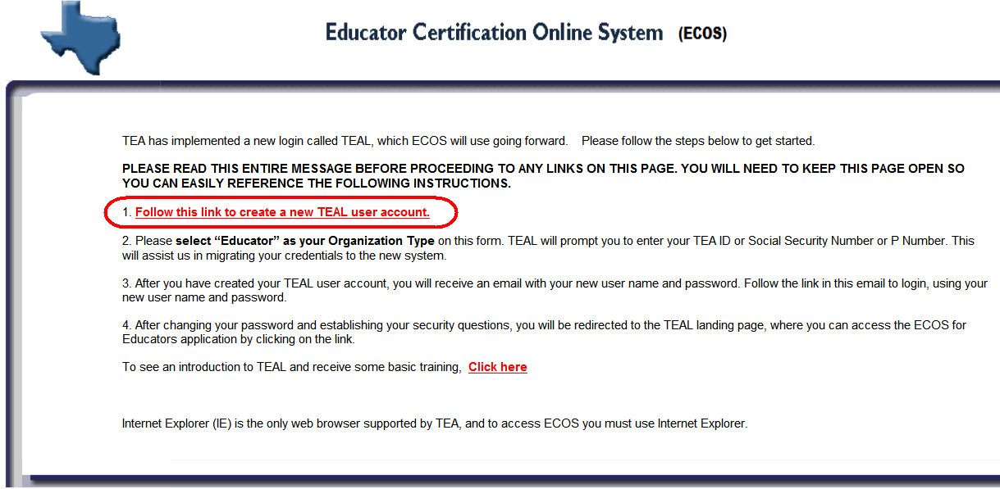 Educator Certification Online System (ECOS)
TEA has implemented a new login called TEAL, which ECOS will use going forward. Please follow the steps below to get started.
PLEASE READ THIS ENTIRE MESSAGE BEFORE PROCEEDING TO ANY LINKS ON THIS PAGE. YOU WILL NEED TO KEEP THIS PAGE OPEN SO
YOU CAN EASILY REFERENCE THE FOLLOWING INSTRUCTIONS.
1. Follow this link to create a new TEAL user account.
2. Please select “Educator” as your Organization Type on this form. TEAL will prompt you to enter your TEA ID or Social Security Number or P Number. This
will assist us in migrating your credentials to the new system.
3. After you have created your TEAL user account, you will receive an email with your new user name and password. Follow the link in this email to login, using your
new user name and password.
4. After changing your password and establishing your security questions, you will be redirected to the TEAL landing page, where you can access the ECOS for
Educators application by clicking on the link.
To see an introduction to TEAL and receive some basic training, Click here
Internet Explorer (IE) is the only web browser supported by TEA, and to access ECOS you must use Internet Explorer.